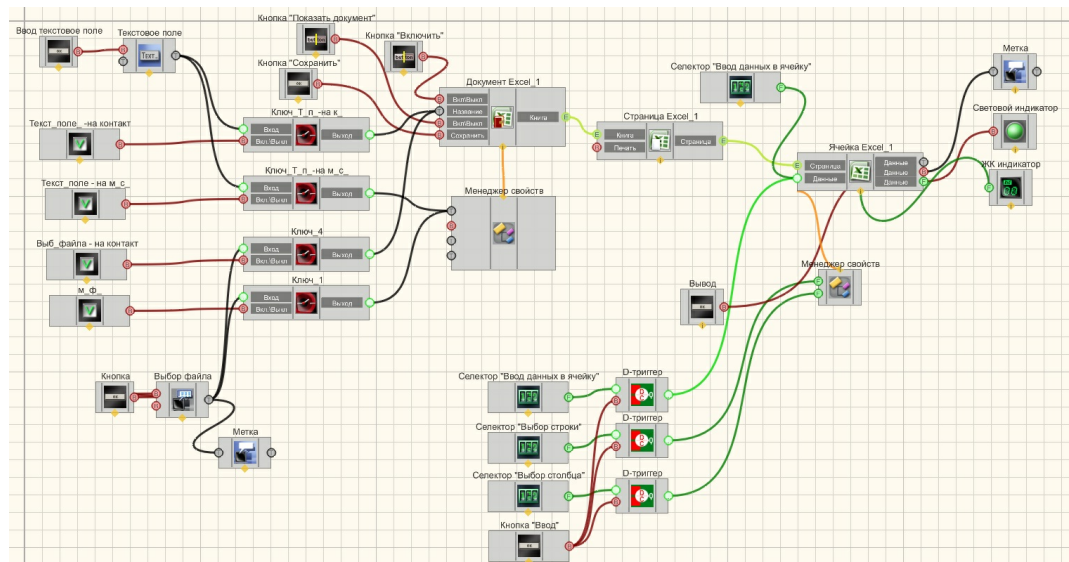 Ввод текстовое поле
Текстовое поле
Text..
Кнопка "Показать документ"
Кнопка "Включить"
Кнопка "Сохранить"
Документ Excel_1
Вкл\Выкл
Название
Вкл\Выкл
Сохранить
Книга
Селектор "Ввод данных в ячейку"
Метка
Световой индикатор
ЖК индикатор
Страница Excel_1
Книга
Печать
Страница
Ячейка Excel_1
Страница
Данные
Данные
Данные
Данные
Текст_поле_ -на контакт
Ключ_Т_п_-на к_
Вход
Вкл.\Выкл
Выход
Текст_поле - на м_с_
Ключ_Т_п_-на м_с_
Вход
Вкл.\Выкл
Выход
Менеджер свойств
Выб_файла - на контакт
Ключ_4
Вход
Вкл.\Выкл
Выход
м_ф_
Ключ_1
Вход
Вкл.\Выкл
Выход
Менеджер свойств
Вывод
Кнопка
Выбор файла
Метка
Селектор "Ввод данных в ячейку"
D-триггер
Селектор "Выбор строки"
D-триггер
Селектор "Выбор столбца"
D-триггер
Кнопка "Ввод"